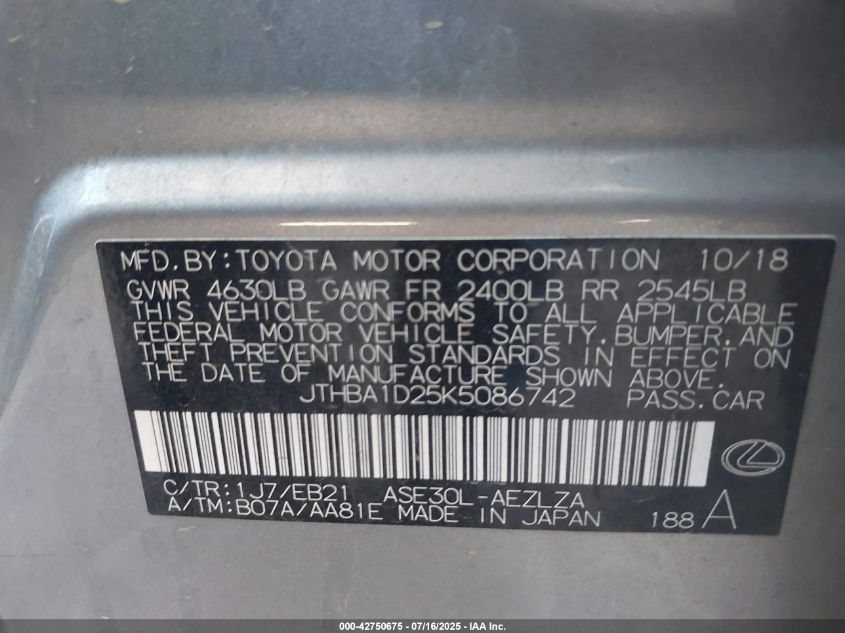 MFD.BY:TOYOTA MOTOR CORPORATION 10/18
GVWR 4630LB GAWR FR 2400LB RR 2545LB
THIS VEHICLE CONFORMS TO ALL APPLICABLE
FEDERAL MOTOR VEHICLE SAFETY,BUMPER,AND
THEFT PREVENTION STANDARDS IN EFFECT ON
THE DATE OF MANUFACTURE SHOWN ABOVE.
JTHBA1D25K5086742 PASS.CAR
C/TR:1J7/EB21 ASE30L-AEZLZA
A/TM:B07A/AA81E MADE IN JAPAN 188 A
000-42750675 - 07/16/2025 - IAA Inc.